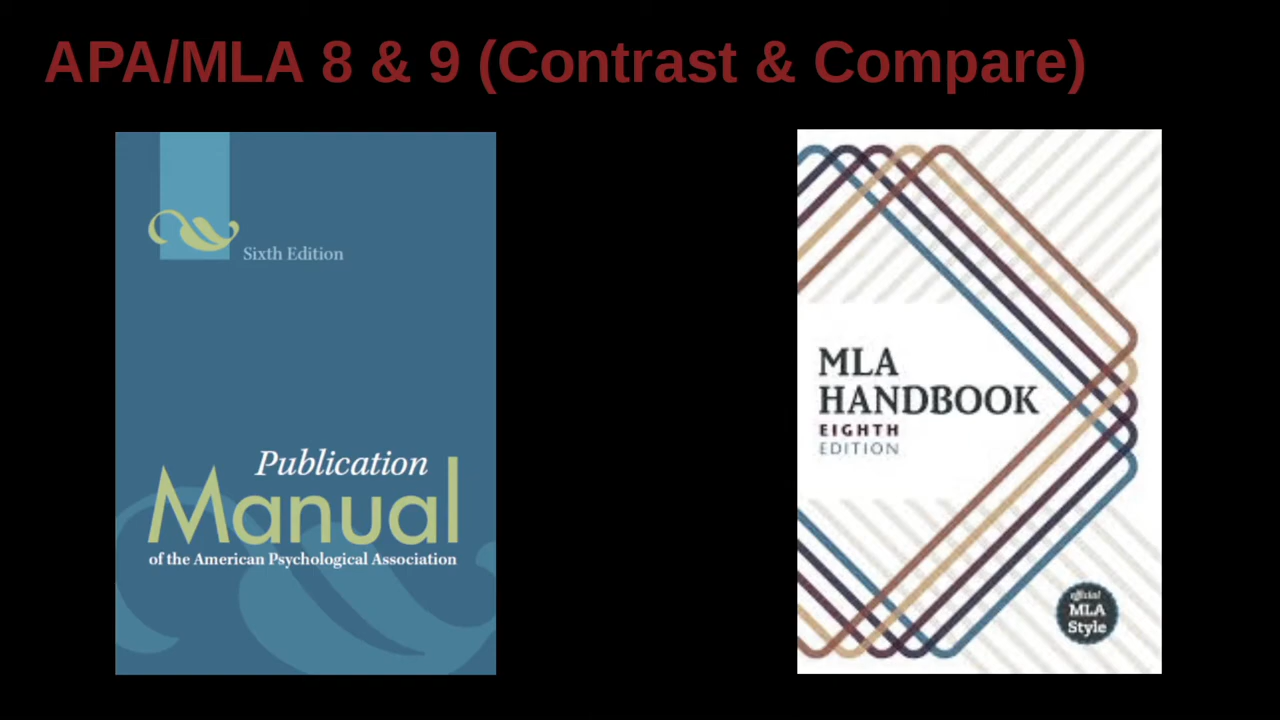 APA/MLA 8 & 9 (Contrast & Compare)
Sixth Edition
Publication
Manual
of the American Psychological Association
MLA
HANDBOOK
EIGHTH
EDITION
official
MLA
Style